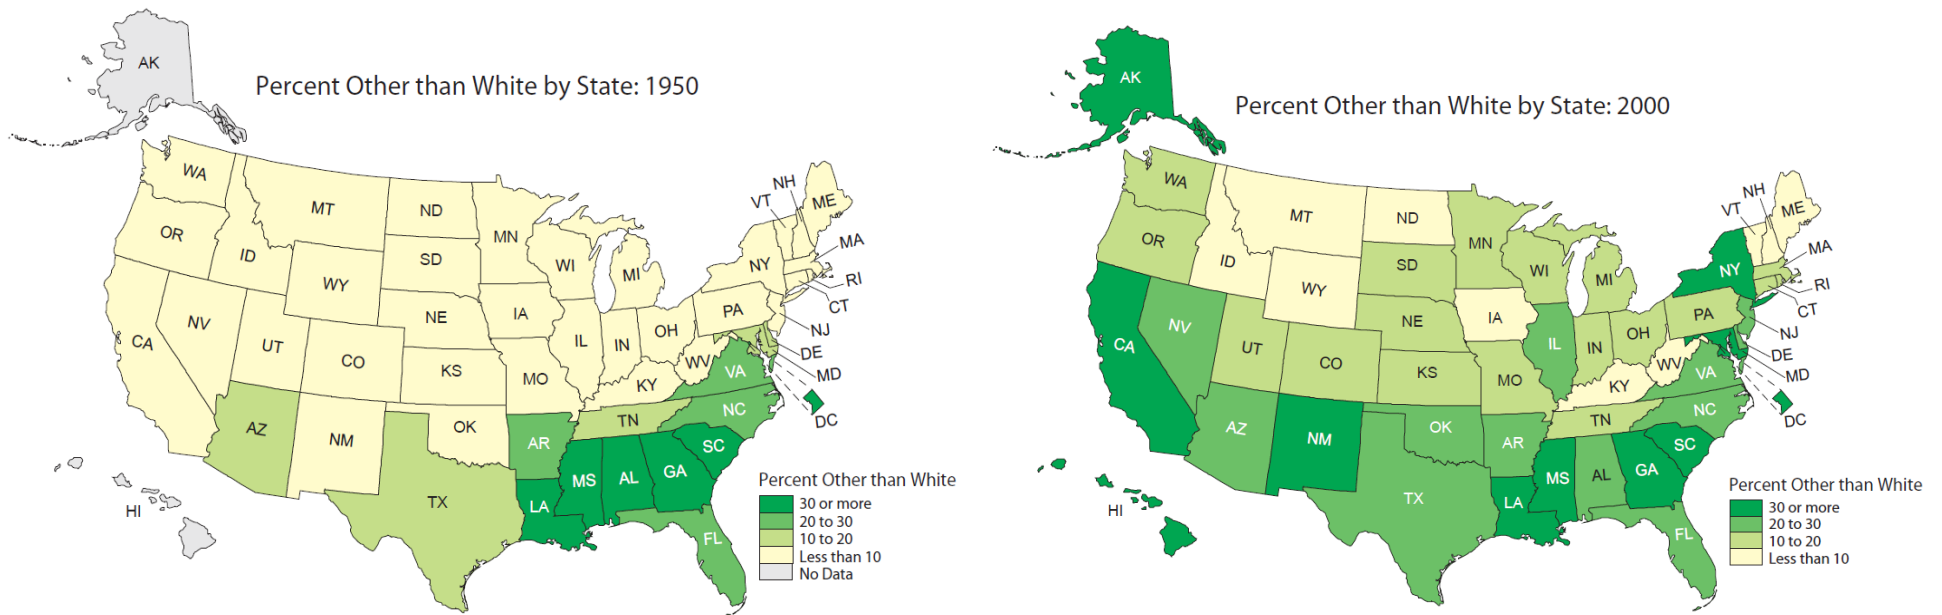 Percent Other than White by State: 1950
AK
WA
MT
ND
MN
VT
NH
ME
OR
ID
SD
WI
MI
NY
MA
RI
CT
WY
NE
IA
PA
NJ
NV
UT
CO
KS
IL
IN
OH
DE
CA
MO
KY
WV
VA
MD
DC
AZ
NM
OK
AR
TN
NC
SC
TX
LA
MS
AL
GA
FL
HI
Percent Other than White
30 or more
20 to 30
10 to 20
Less than 10
No Data
Percent Other than White by State: 2000
AK
WA
MT
ND
MN
VT
NH
ME
OR
ID
SD
WI
MI
NY
MA
RI
CT
WY
NE
IA
PA
NJ
NV
UT
CO
KS
IL
IN
OH
DE
CA
MO
KY
WV
VA
MD
DC
AZ
NM
OK
AR
TN
NC
SC
TX
LA
MS
AL
GA
FL
HI
Percent Other than White
30 or more
20 to 30
10 to 20
Less than 10